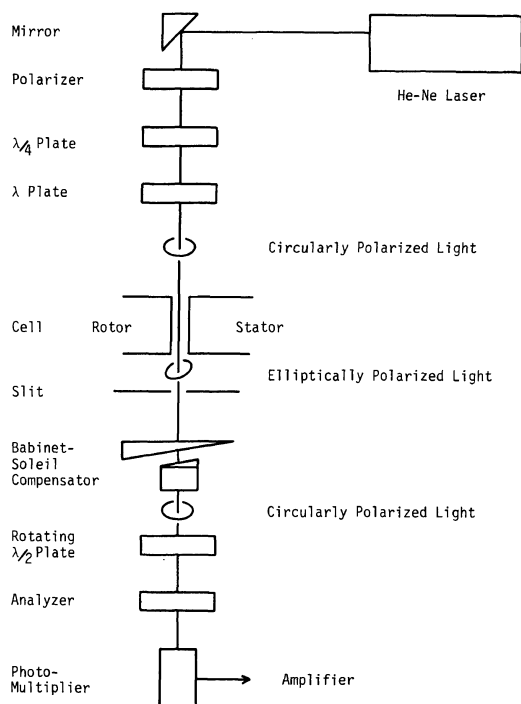 Mirror
He-Ne Laser
Polarizer
λ/4 Plate
λ Plate
Circularly Polarized Light
Cell
Rotor
Stator
Elliptically Polarized Light
Slit
Babinet-
Soleil
Compensator
Circularly Polarized Light
Rotating
λ/2 Plate
Analyzer
Photo-
Multiplier
Amplifier